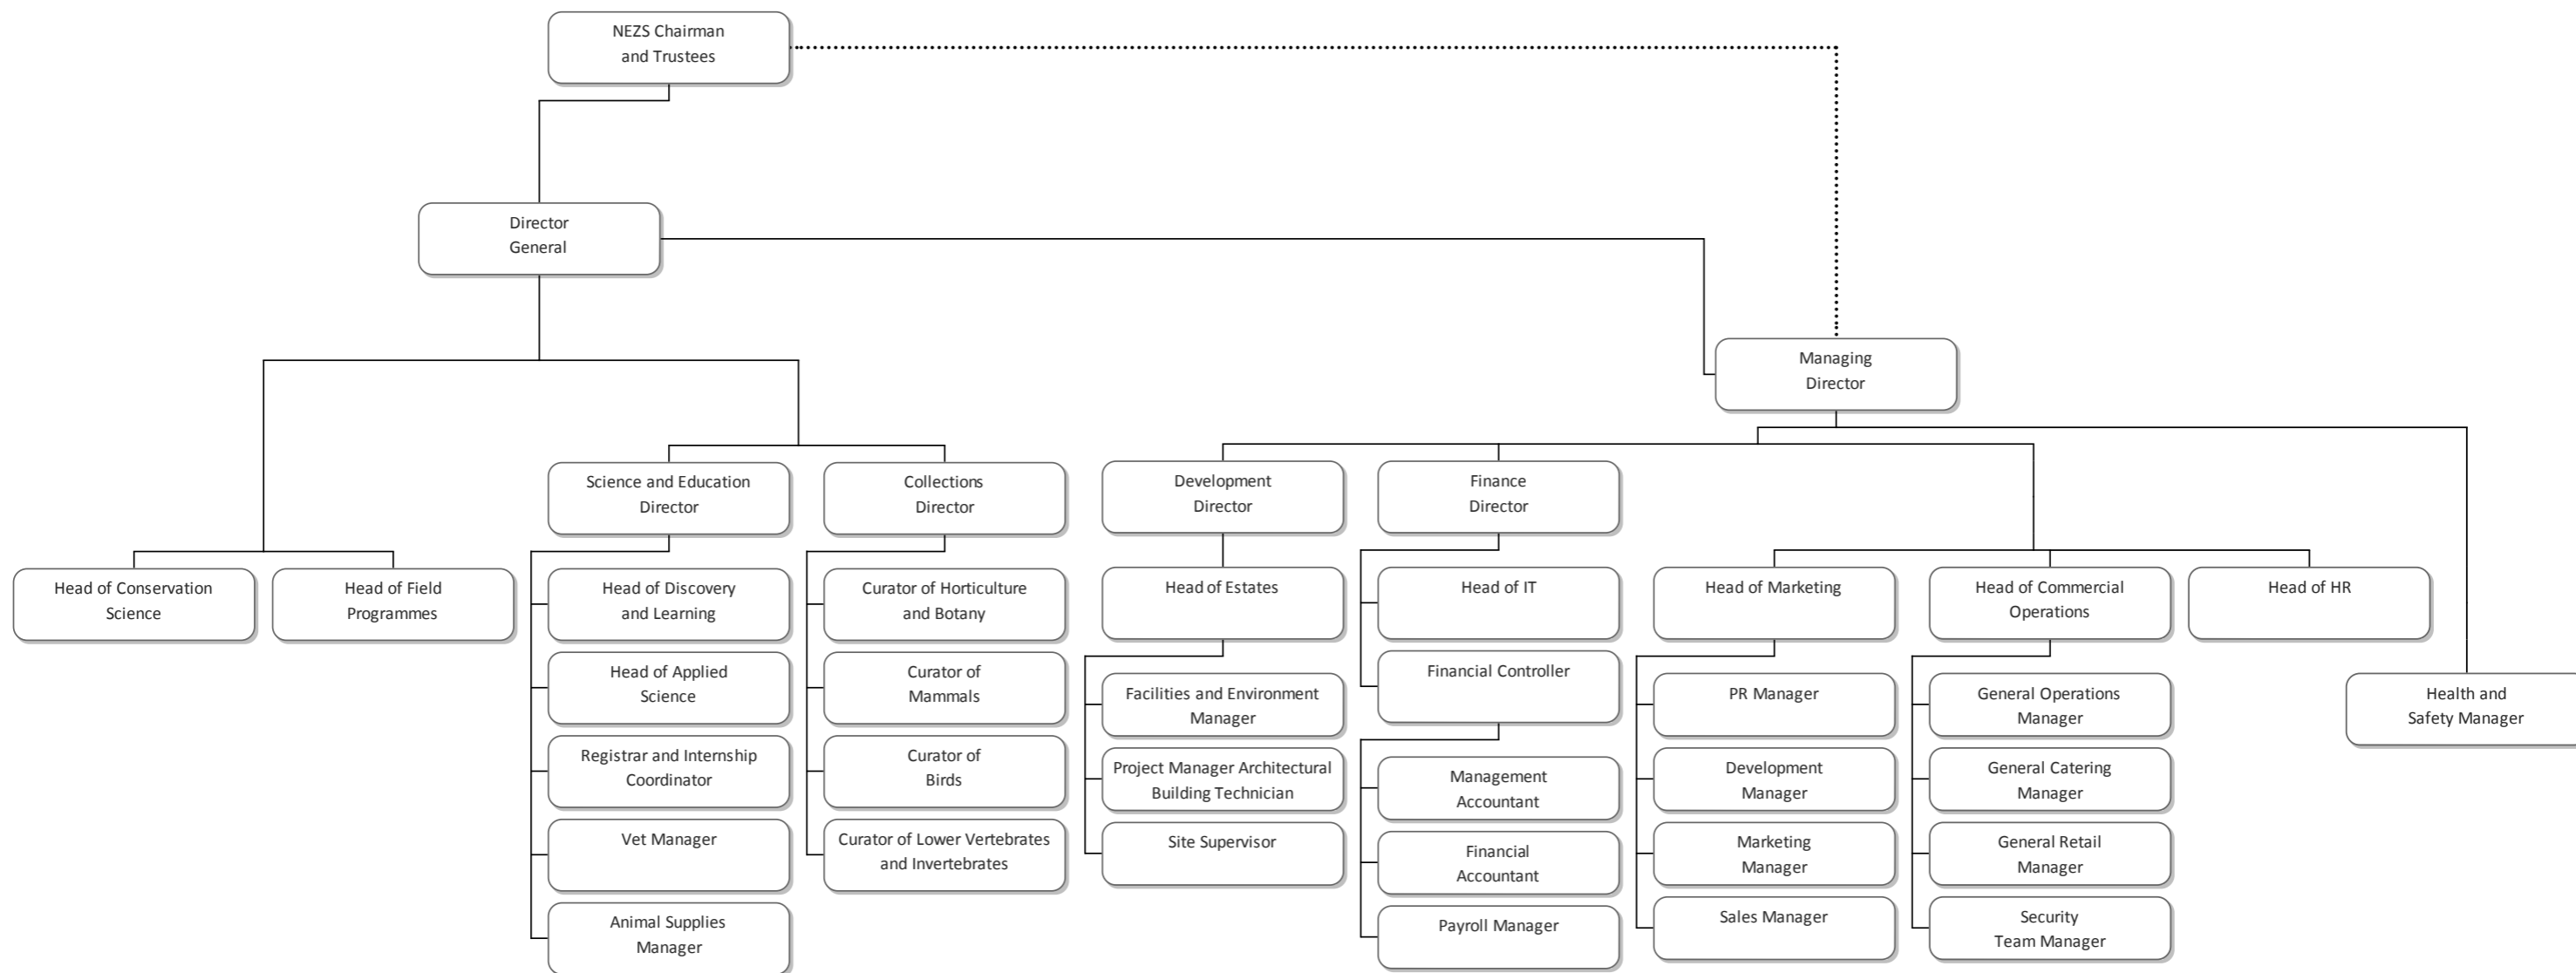 NEZS Chairman
and Trustees
Director
General
Managing
Director
Science and Education
Director
Collections
Director
Development
Director
Finance
Director
Head of Conservation
Science
Head of Field
Programmes
Head of Discovery
and Learning
Curator of Horticulture
and Botany
Head of Estates
Head of IT
Head of Marketing
Head of Commercial
Operations
Head of HR
Head of Applied
Science
Curator of
Mammals
Financial Controller
Facilities and Environment
Manager
PR Manager
General Operations
Manager
Health and
Safety Manager
Registrar and Internship
Coordinator
Curator of
Birds
Project Manager Architectural
Building Technician
Management
Accountant
Development
Manager
General Catering
Manager
Vet Manager
Curator of Lower Vertebrates
and Invertebrates
Site Supervisor
Financial
Accountant
Marketing
Manager
General Retail
Manager
Animal Supplies
Manager
Payroll Manager
Sales Manager
Security
Team Manager